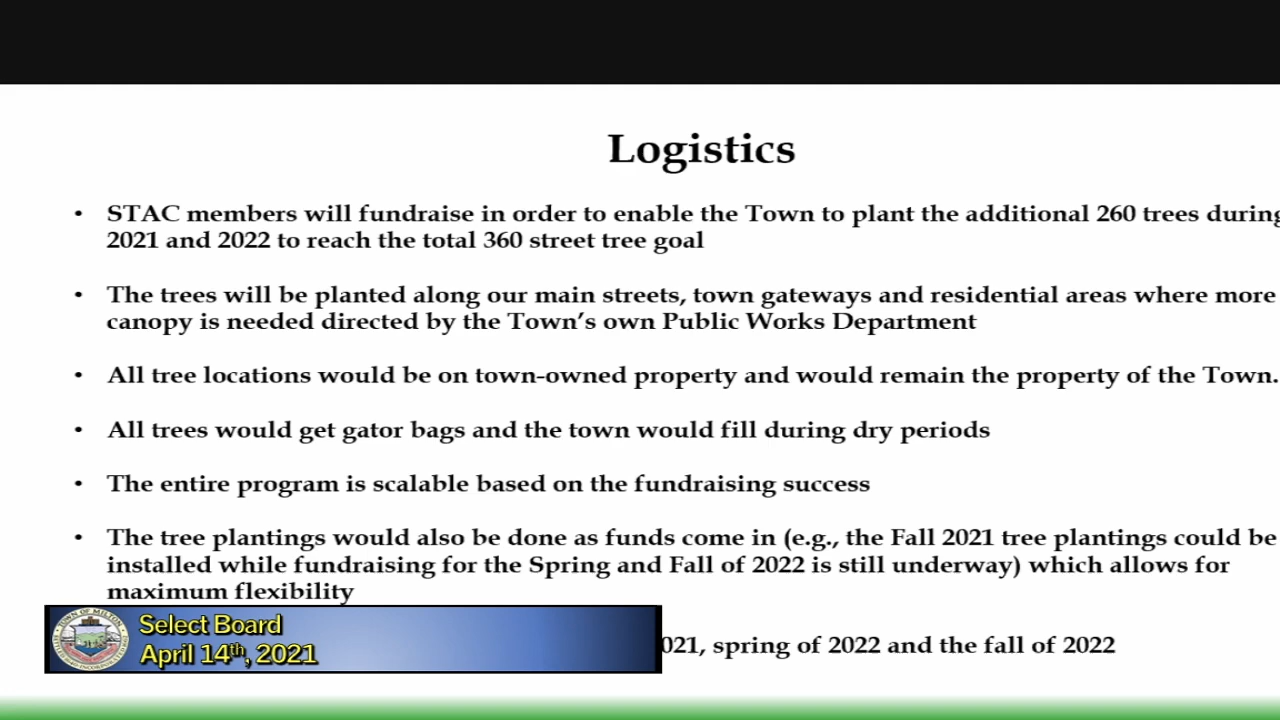 Logistics
• STAC members will fundraise in order to enable the Town to plant the additional 260 trees during
2021 and 2022 to reach the total 360 street tree goal
• The trees will be planted along our main streets, town gateways and residential areas where more
canopy is needed directed by the Town's own Public Works Department
• All tree locations would be on town-owned property and would remain the property of the Town.
• All trees would get gator bags and the town would fill during dry periods
• The entire program is scalable based on the fundraising success
• The tree plantings would also be done as funds come in (e.g., the Fall 2021 tree plantings could be
installed while fundraising for the Spring and Fall of 2022 is still underway) which allows for
maximum flexibility
021, spring of 2022 and the fall of 2022
TOWN OF MILTON
Select Board
April 14th, 2021